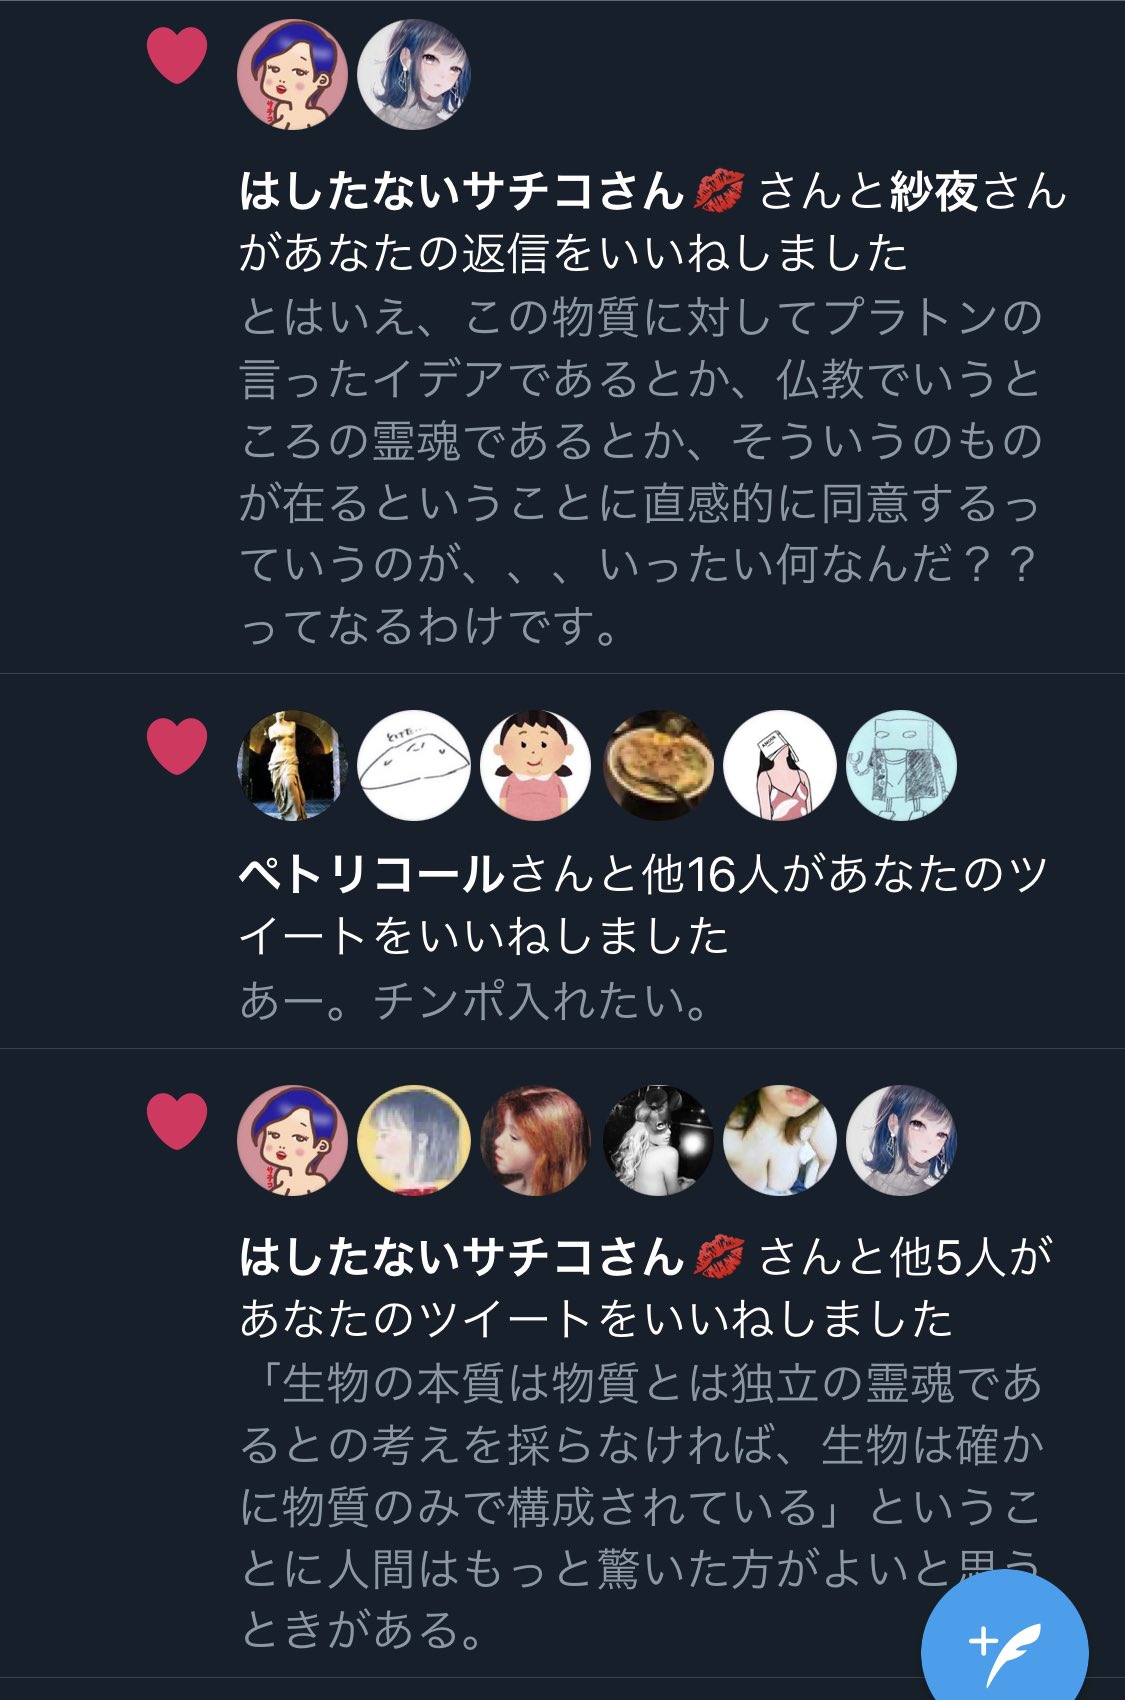 はしたないサチコさん💋 さんと紗夜さん
があなたの返信をいいねしました
とはいえ、この物質に対してプラトンの
言ったイデアであるとか、仏教でいうと
ころの霊魂であるとか、そういうのもの
が在るということに直感的に同意するっ
ていうのが、、、いったい何なんだ？？
ってなるわけです。
ペトリコールさんと他16人があなたのツ
イートをいいねしました
あー。チンポ入れたい。
はしたないサチコさん💋 さんと他5人が
あなたのツイートをいいねしました
「生物の本質は物質とは独立の霊魂であ
るとの考えを採らなければ、生物は確か
に物質のみで構成されている」というこ
とに人間はもっと驚いた方がよいと思う
ときがある。